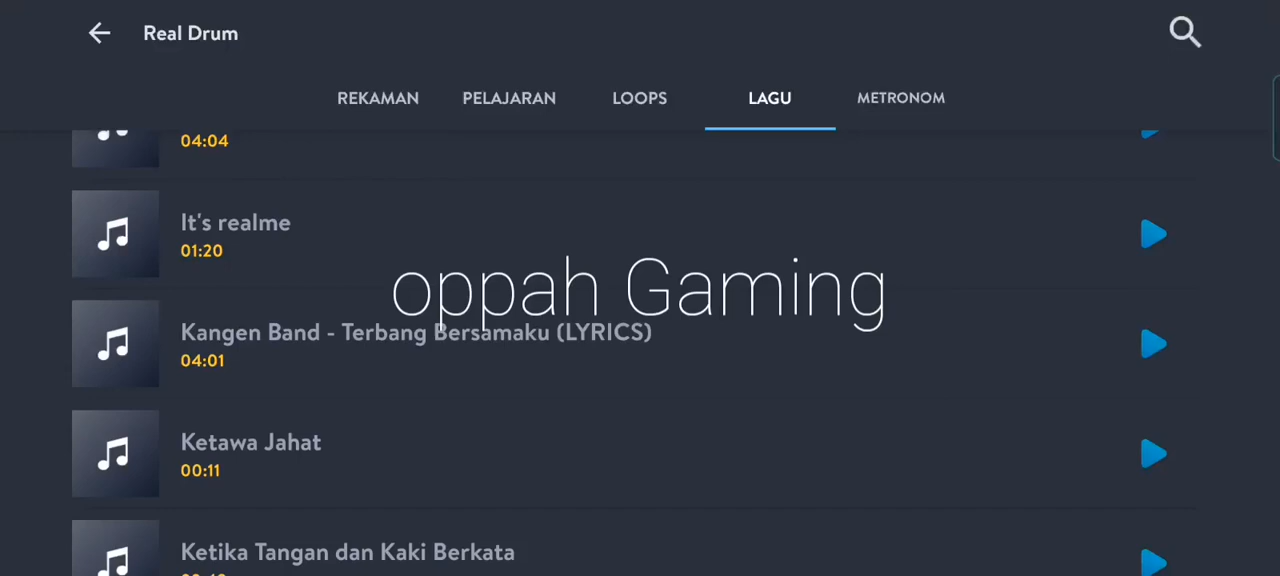 Real Drum
REKAMAN
PELAJARAN
LOOPS
LAGU
METRONOM
04:04
It's realme
01:20
oppah Gaming
Kangen Band - Terbang Bersamaku (LYRICS)
04:01
Ketawa Jahat
00:11
Ketika Tangan dan Kaki Berkata